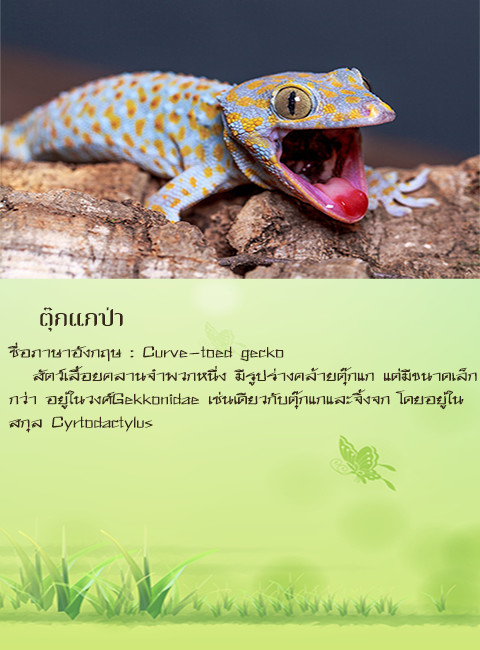 ตุ๊กแกป่า
ชื่อภาษาอังกฤษ : Curve-toed gecko
สัตว์เลื้อยคลานจำพวกหนึ่ง มีรูปร่างคล้ายตุ๊กแก แต่มีขนาดเล็ก
กว่า อยู่ในวงศ์Gekkonidae เช่นเดียวกับตุ๊กแกและจิ้งจก โดยอยู่ใน
สกุล Cyrtodactylus